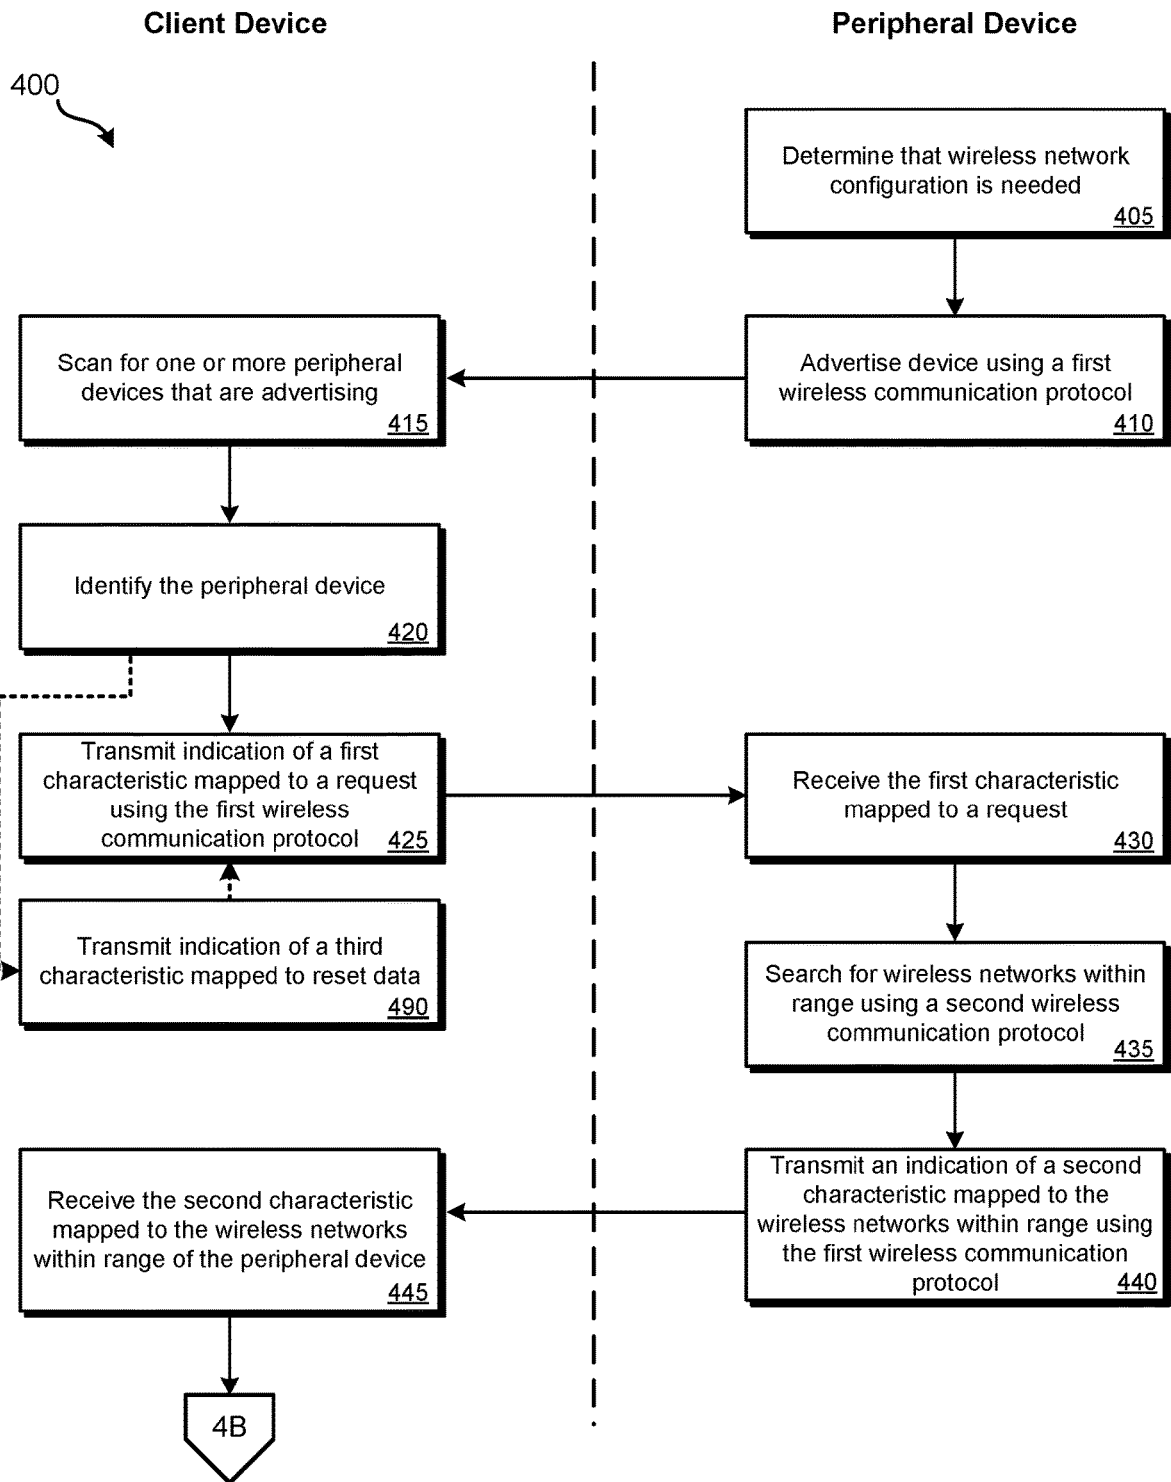 Client Device
Peripheral Device
400
Determine that wireless network
configuration is needed
405
Scan for one or more peripheral
devices that are advertising
415
Advertise device using a first
wireless communication protocol
410
Identify the peripheral device
420
Transmit indication of a first
characteristic mapped to a request
using the first wireless
communication protocol
425
Receive the first characteristic
mapped to a request
430
Transmit indication of a third
characteristic mapped to reset data
490
Search for wireless networks within
range using a second wireless
communication protocol
435
Receive the second characteristic
mapped to the wireless networks
within range of the peripheral device
445
Transmit an indication of a second
characteristic mapped to the
wireless networks within range using
the first wireless communication
protocol
440
4B